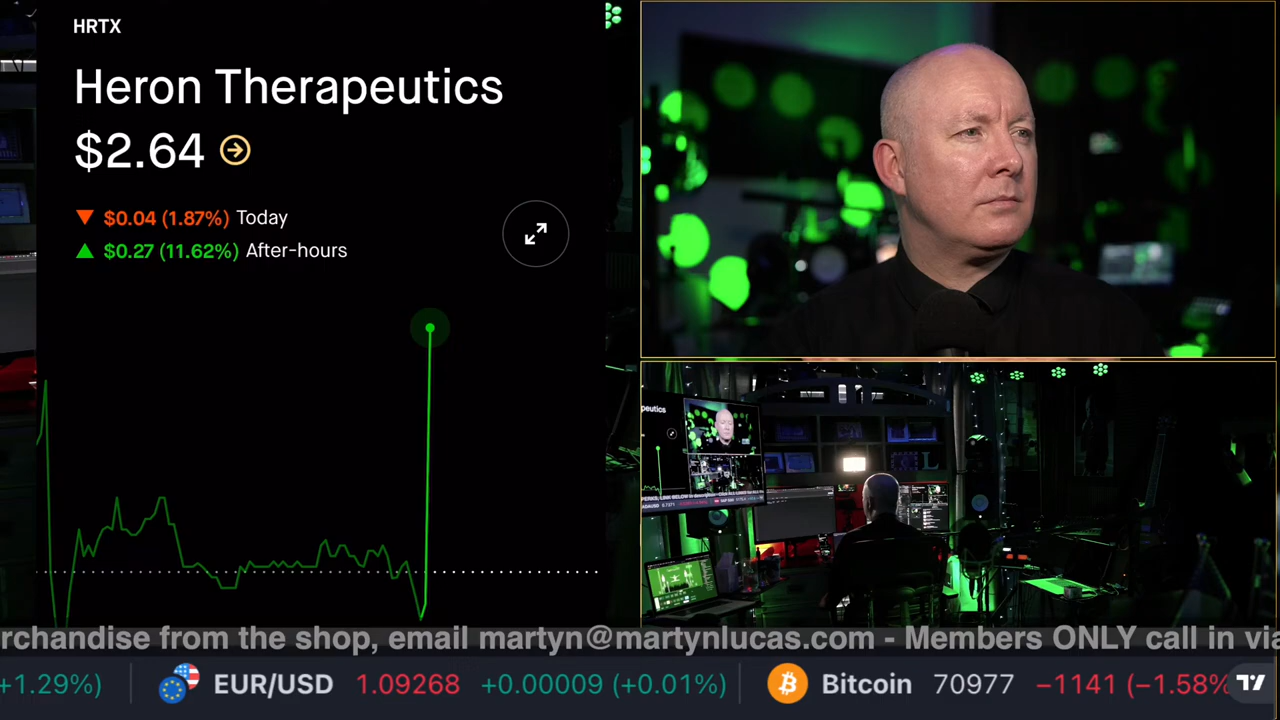 HRTX
Heron Therapeutics
$2.64
$0.04 (1.87%) Today
$0.27 (11.62%) After-hours
peutics
rchandise from the shop, email martyn@martynlucas.com - Members ONLY call in via
+1.29%) EUR/USD 1.09268 +0.00009 (+0.01%) Bitcoin 70977 −1141 (−1.58%